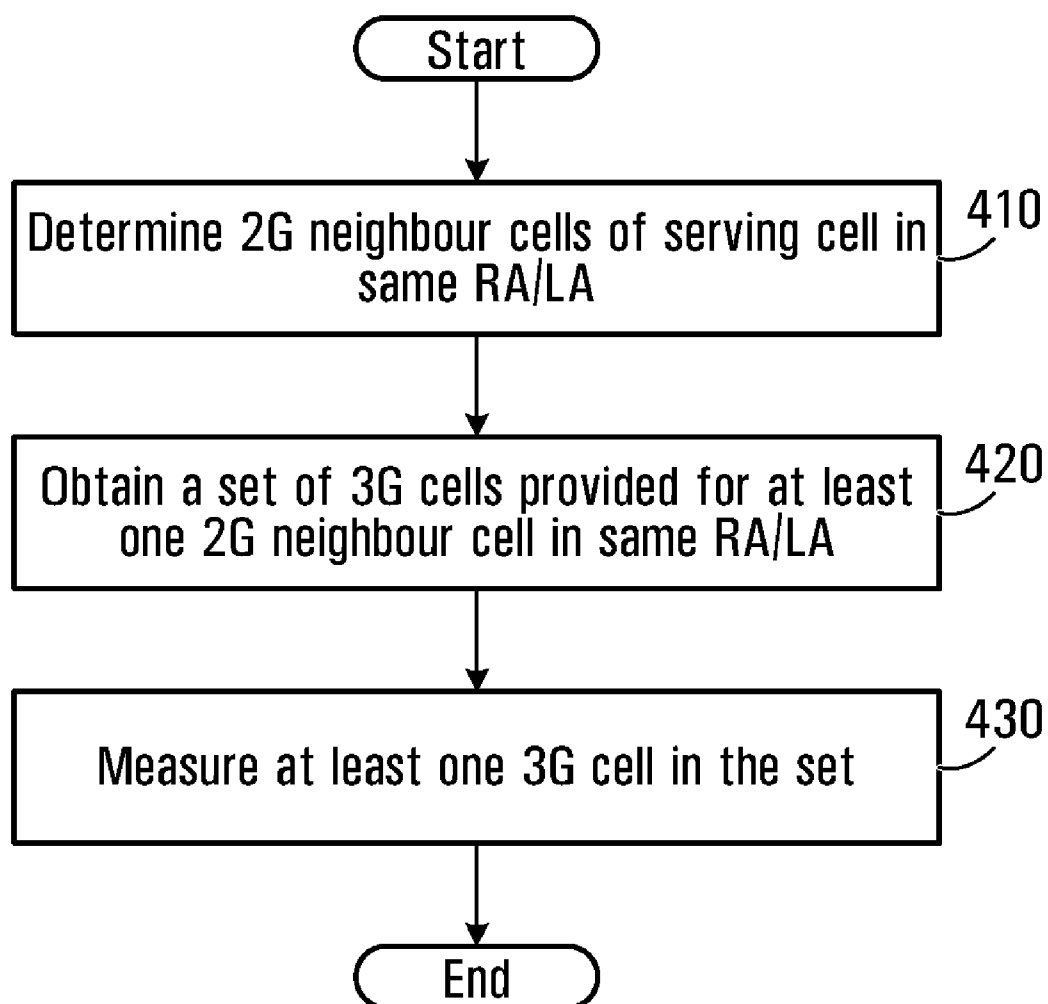 Start
Determine 2G neighbour cells of serving cell in
same RA/LA
410
Obtain a set of 3G cells provided for at least
one 2G neighbour cell in same RA/LA
420
Measure at least one 3G cell in the set
430
End